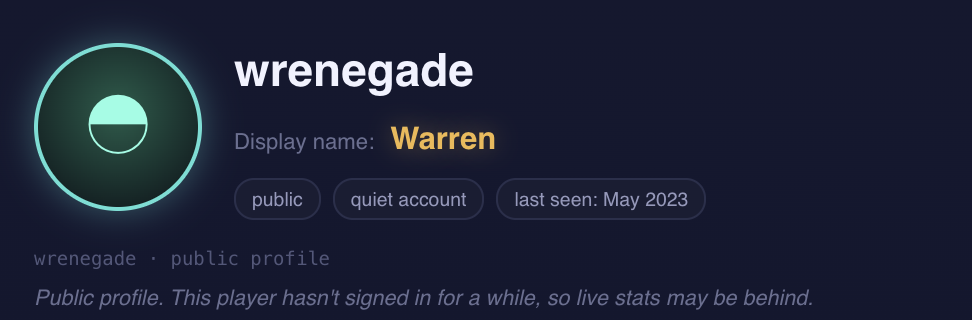 wrenegade
Display name: Warren
public quiet account last seen: May 2023
wrenegade · public profile
Public profile. This player hasn't signed in for a while, so live stats may be behind.